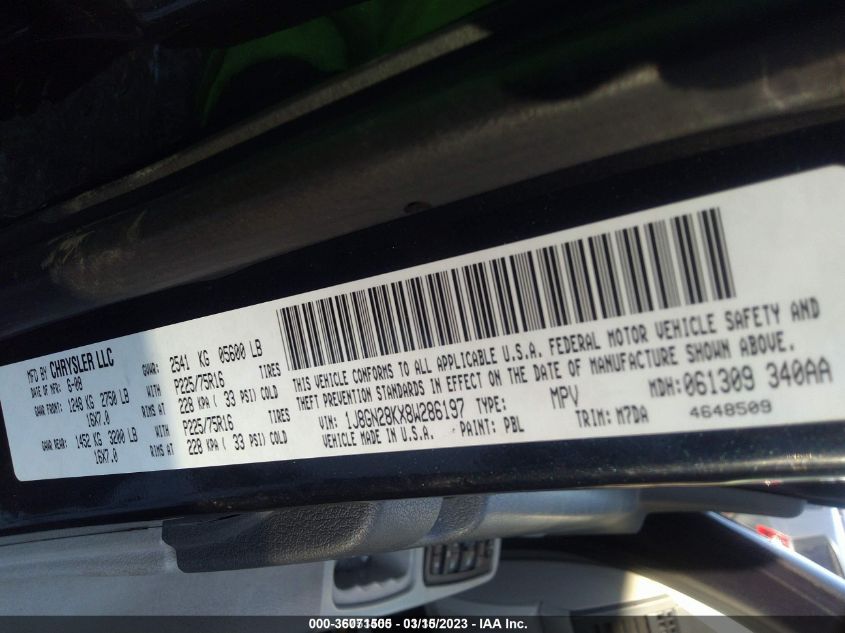 MFD BY CHRYSLER LLC
DATE OF MFR: 6-08 GVWR: 2541 KG 05600 LB
GAWR FRONT: 1248 KG 2750 LB WITH P225/75R16 TIRES
16X7.0 RIMS AT 228 KPA ( 33 PSI) COLD
GAWR REAR: 1452 KG 3200 LB WITH P225/75R16 TIRES
16X7.0 RIMS AT 228 KPA ( 33 PSI) COLD
THIS VEHICLE CONFORMS TO ALL APPLICABLE U.S.A. FEDERAL MOTOR VEHICLE SAFETY AND
THEFT PREVENTION STANDARDS IN EFFECT ON THE DATE OF MANUFACTURE SHOWN ABOVE.
VIN: 1J8GN28KX8W286197 TYPE: MPV MDH: 061309 340AA
VEHICLE MADE IN U.S.A. PAINT: PBL TRIM: M7DA 4648509
000-36071506 - 03/16/2023 - IAA Inc.